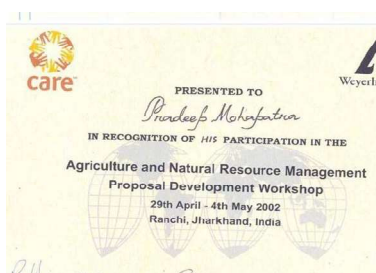 care
PRESENTED TO
Pradeep Mohapatra
IN RECOGNITION OF HIS PARTICIPATION IN THE
Agriculture and Natural Resource Management
Proposal Development Workshop
29th April - 4th May 2002
Ranchi, Jharkhand, India